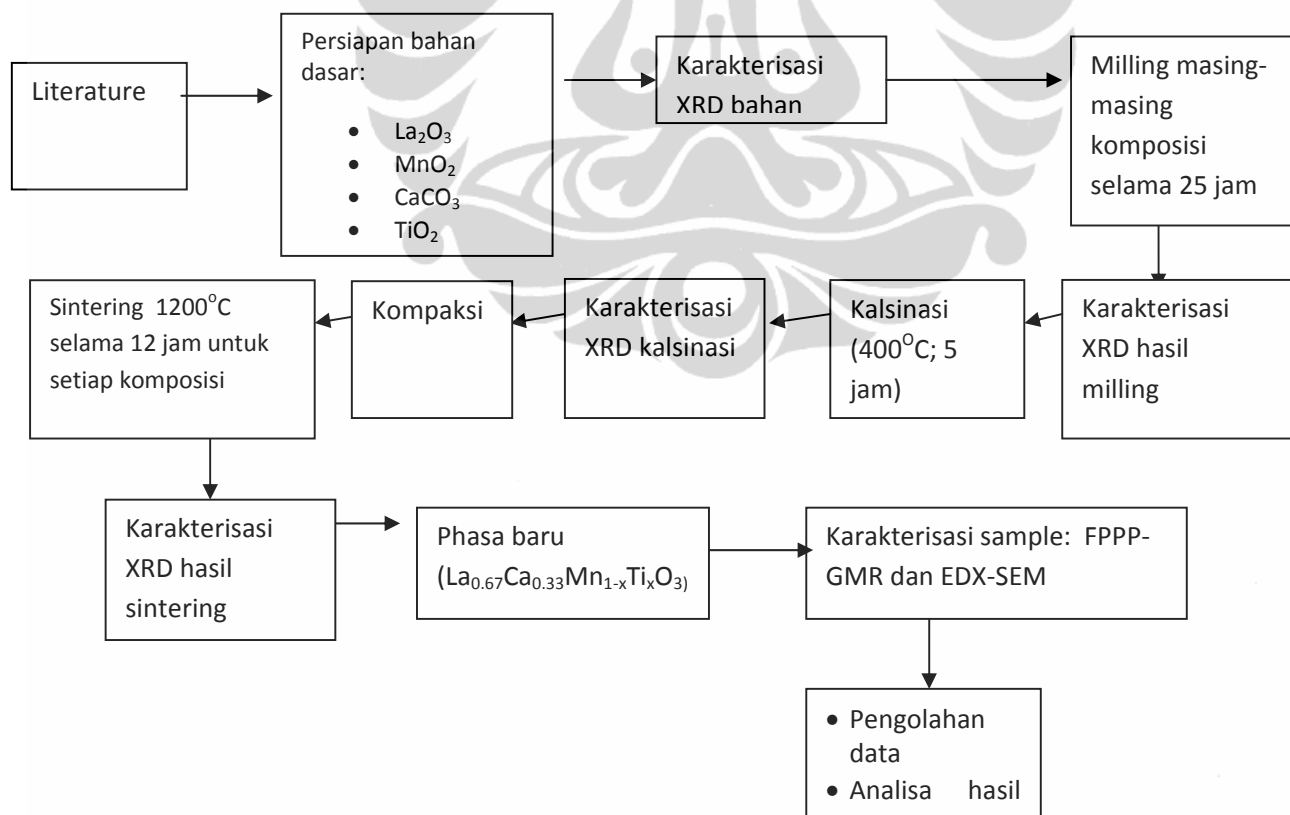 Literature
Persiapan bahan
dasar:
• La₂O₃
• MnO₂
• CaCO₃
• TiO₂
Karakterisasi
XRD bahan
Milling masing-
masing
komposisi
selama 25 jam
Karakterisasi
XRD hasil
milling
Kalsinasi
(400°C; 5
jam)
Karakterisasi
XRD kalsinasi
Kompaksi
Sintering 1200°C
selama 12 jam untuk
setiap komposisi
Karakterisasi
XRD hasil
sintering
Phasa baru
(La₀.₆₇Ca₀.₃₃Mn₁₋ₓTiₓO₃)
Karakterisasi sample: FPPP-
GMR dan EDX-SEM
• Pengolahan
data
• Analisa hasil